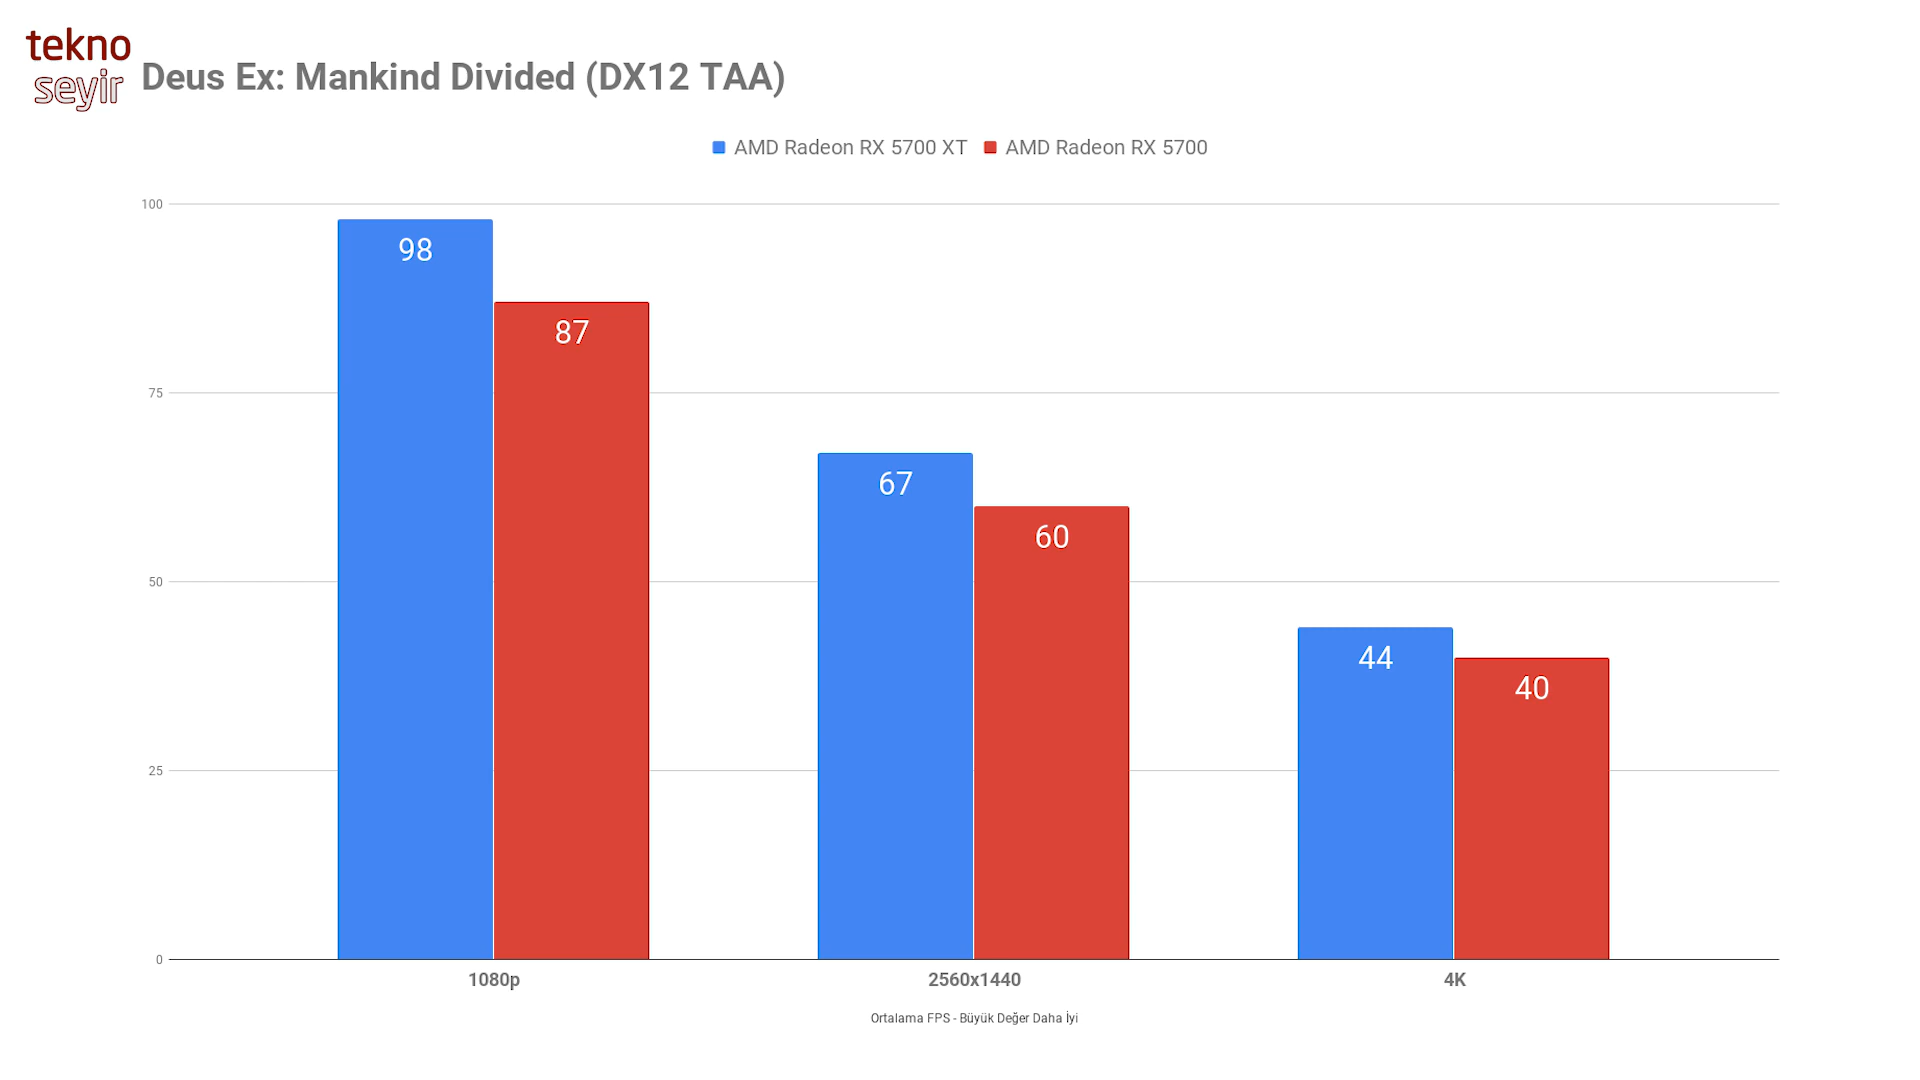 tekno
seyir
Deus Ex: Mankind Divided (DX12 TAA)
AMD Radeon RX 5700 XT AMD Radeon RX 5700
100
98
87
75
67
60
50
44
40
25
0
1080p 2560x1440 4K
Ortalama FPS - Büyük Değer Daha İyi